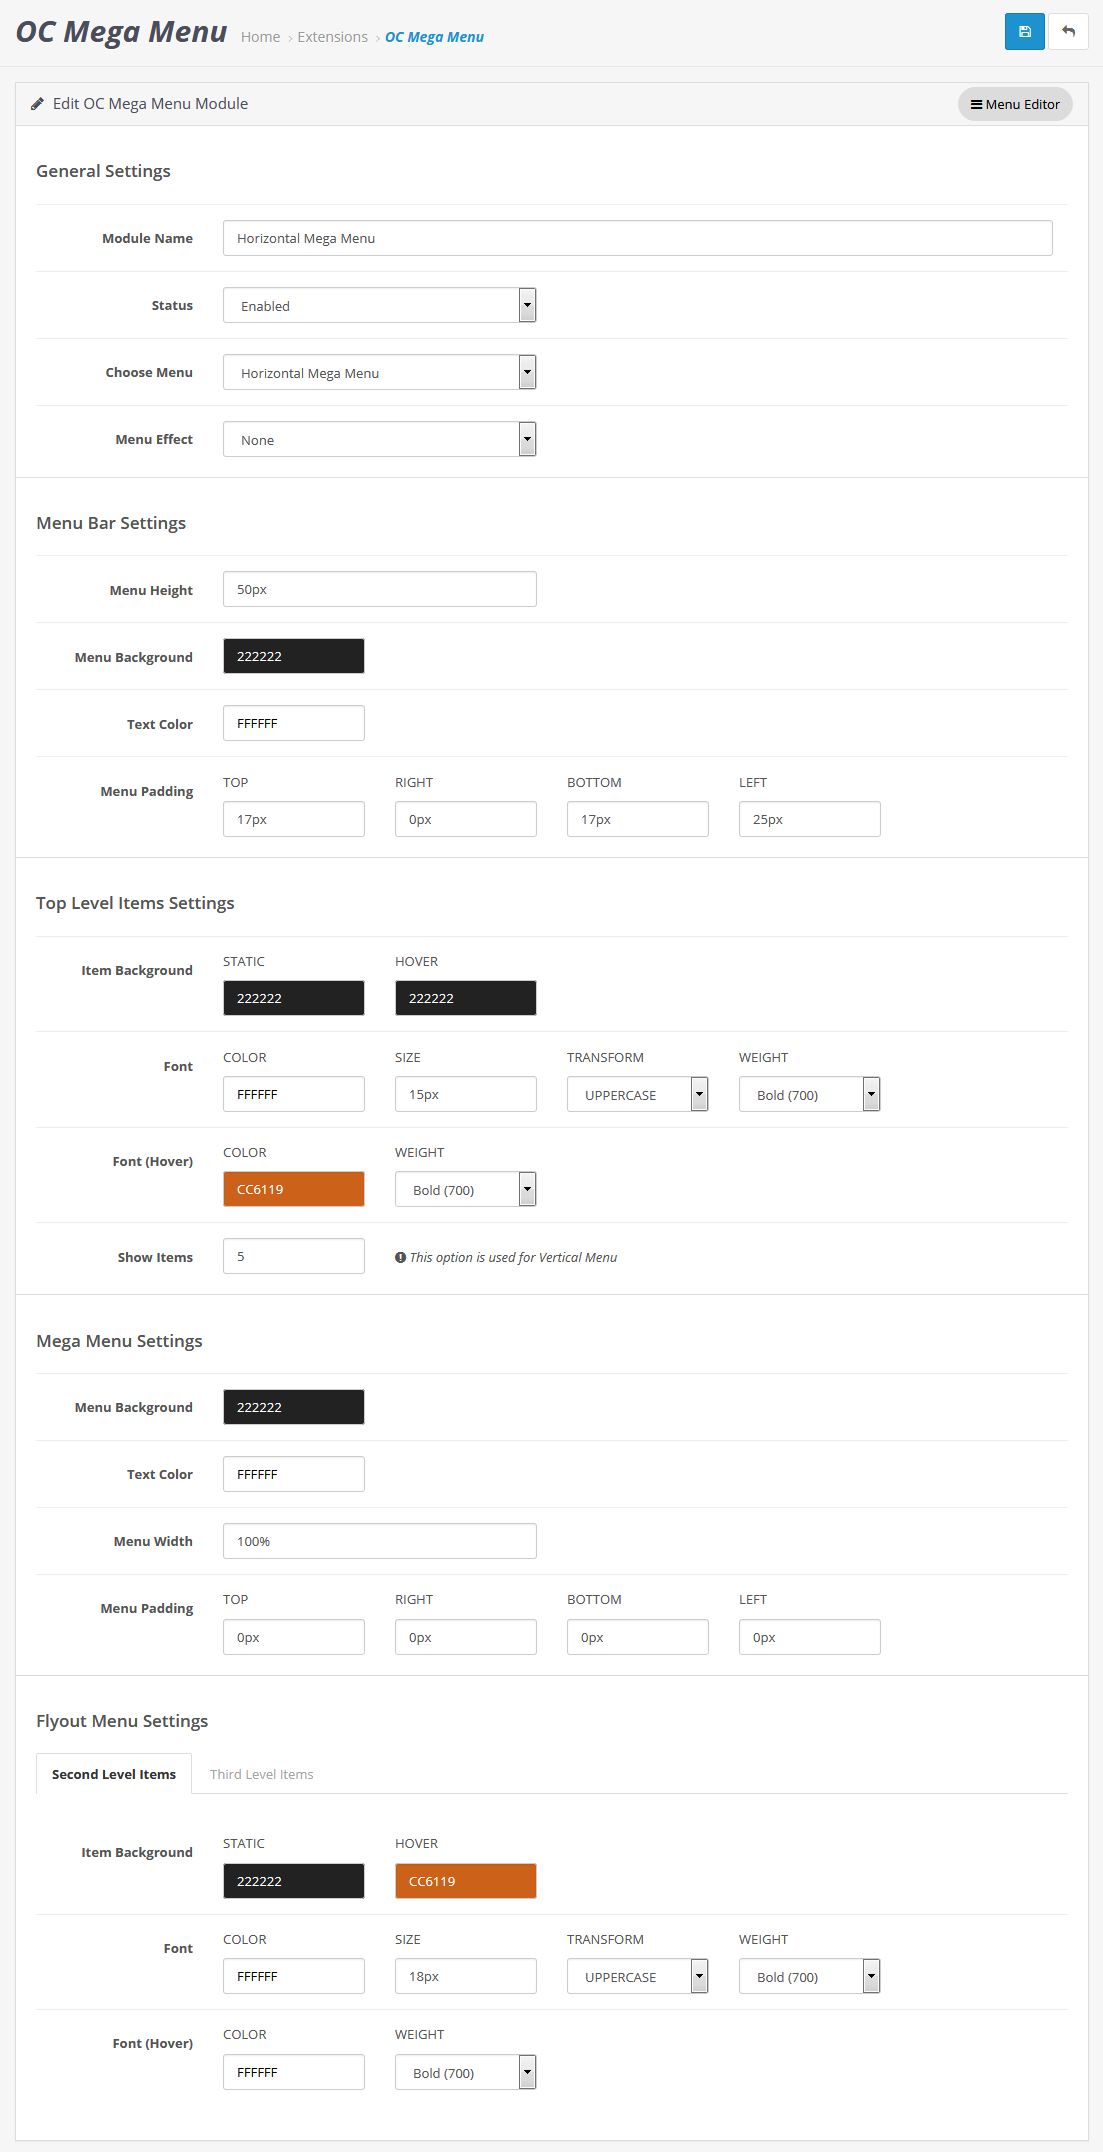 OC Mega Menu Home › Extensions › OC Mega Menu
Edit OC Mega Menu Module Menu Editor
General Settings
Module Name Horizontal Mega Menu
Status Enabled
Choose Menu Horizontal Mega Menu
Menu Effect None
Menu Bar Settings
Menu Height 50px
Menu Background 222222
Text Color FFFFFF
TOP RIGHT BOTTOM LEFT
Menu Padding
17px 0px 17px 25px
Top Level Items Settings
STATIC HOVER
Item Background
222222 222222
COLOR SIZE TRANSFORM WEIGHT
Font
FFFFFF 15px UPPERCASE Bold (700)
COLOR WEIGHT
Font (Hover)
CC6119 Bold (700)
Show Items 5 This option is used for Vertical Menu
Mega Menu Settings
Menu Background 222222
Text Color FFFFFF
Menu Width 100%
TOP RIGHT BOTTOM LEFT
Menu Padding
0px 0px 0px 0px
Flyout Menu Settings
Second Level Items Third Level Items
STATIC HOVER
Item Background
222222 CC6119
COLOR SIZE TRANSFORM WEIGHT
Font
FFFFFF 18px UPPERCASE Bold (700)
COLOR WEIGHT
Font (Hover)
FFFFFF Bold (700)